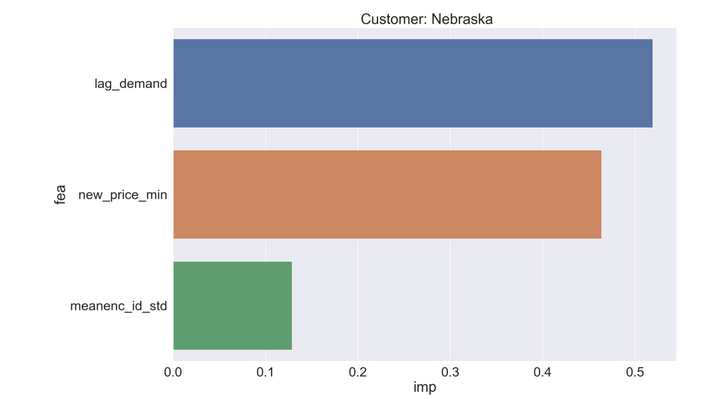 Customer: Nebraska
lag_demand
new_price_min
meanenc_id_std
fea
0.0 0.1 0.2 0.3 0.4 0.5
imp